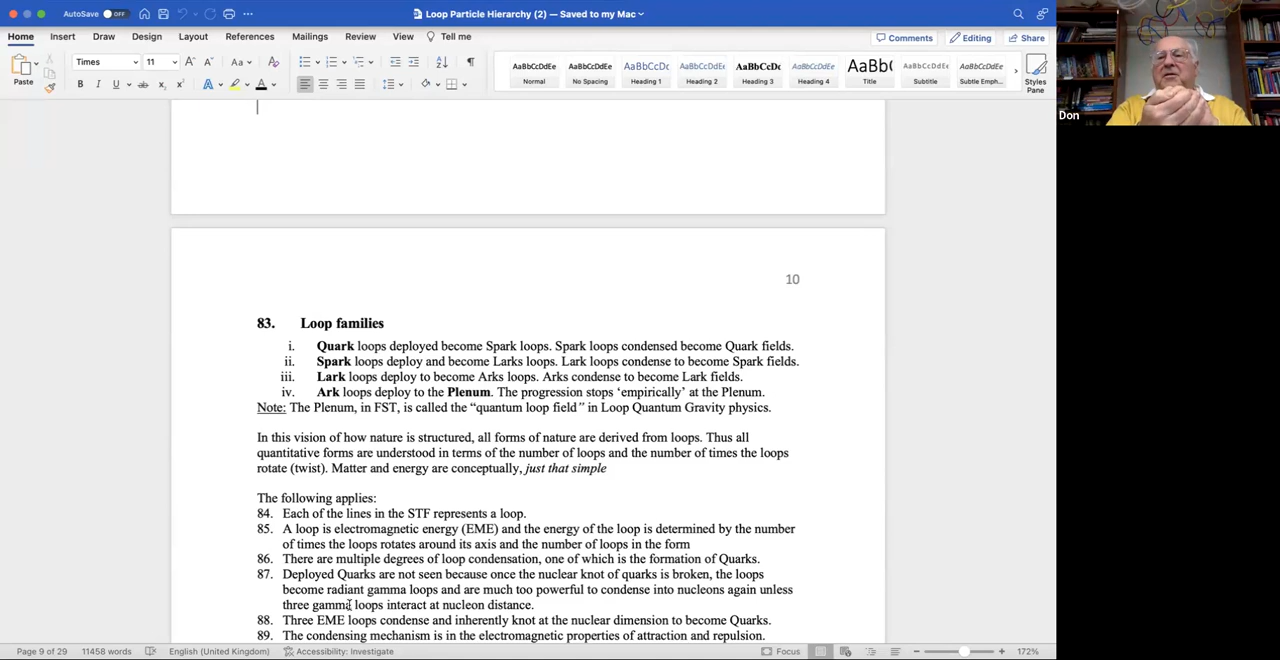 AutoSave OFF Loop Particle Hierarchy (2) — Saved to my Mac
Home Insert Draw Design Layout References Mailings Review View Tell me Comments Editing Share
Paste Times 11 Aa
B I U ab x₂ x² A A
AaBbCcDdEe AaBbCcDdEe AaBbCcDd AaBbCcDdEe AaBbCcDc AaBbCcDdEe AaBb( AaBbCcDdEe AaBbCcDdEe
Normal No Spacing Heading 1 Heading 2 Heading 3 Heading 4 Title Subtitle Subtle Emph... Styles Pane
Don
10
83. Loop families
i. Quark loops deployed become Spark loops. Spark loops condensed become Quark fields.
ii. Spark loops deploy and become Larks loops. Lark loops condense to become Spark fields.
iii. Lark loops deploy to become Arks loops. Arks condense to become Lark fields.
iv. Ark loops deploy to the Plenum. The progression stops ‘empirically’ at the Plenum.
Note: The Plenum, in FST, is called the “quantum loop field” in Loop Quantum Gravity physics.
In this vision of how nature is structured, all forms of nature are derived from loops. Thus all
quantitative forms are understood in terms of the number of loops and the number of times the loops
rotate (twist). Matter and energy are conceptually, just that simple
The following applies:
84. Each of the lines in the STF represents a loop.
85. A loop is electromagnetic energy (EME) and the energy of the loop is determined by the number
of times the loops rotates around its axis and the number of loops in the form
86. There are multiple degrees of loop condensation, one of which is the formation of Quarks.
87. Deployed Quarks are not seen because once the nuclear knot of quarks is broken, the loops
become radiant gamma loops and are much too powerful to condense into nucleons again unless
three gamma loops interact at nucleon distance.
88. Three EME loops condense and inherently knot at the nuclear dimension to become Quarks.
89. The condensing mechanism is in the electromagnetic properties of attraction and repulsion.
Page 9 of 29 11458 words English (United Kingdom) Accessibility: Investigate Focus 172%